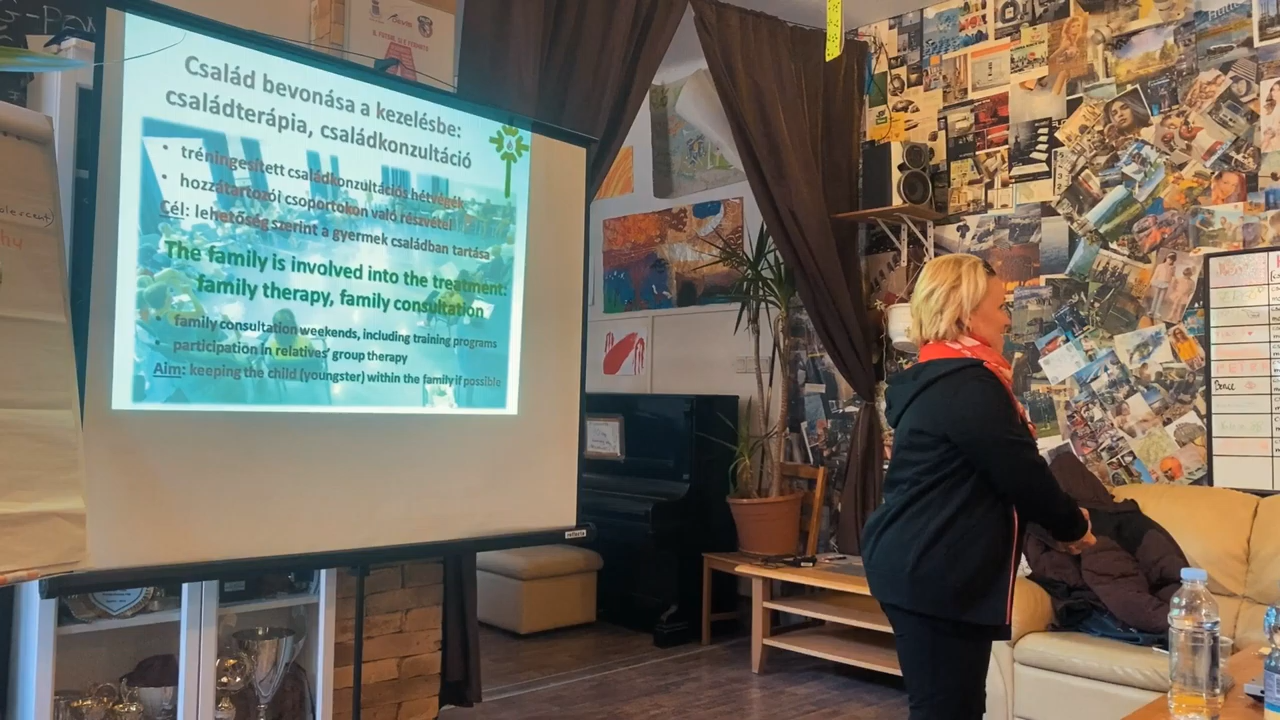 Család bevonása a kezelésbe:
családterápia, családkonzultáció
• tréningesített családkonzultációs hétvégék
• hozzátartozói csoportokon való részvétel
Cél: lehetőség szerint a gyermek családban tartása
The family is involved into the treatment:
family therapy, family consultation
family consultation weekends, including training programs
• participation in relatives' group therapy
Aim: keeping the child (youngster) within the family if possible
reflecta
Bence